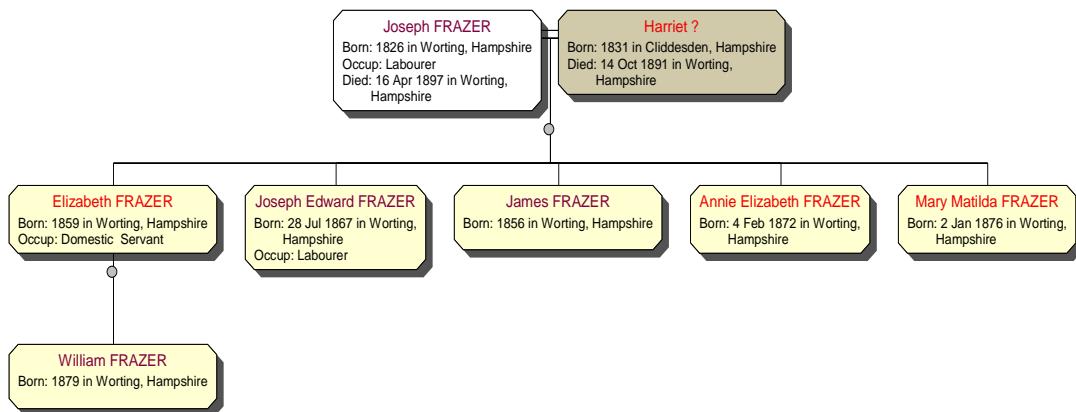 Joseph FRAZER
Born: 1826 in Worting, Hampshire
Occup: Labourer
Died: 16 Apr 1897 in Worting,
Hampshire
Harriet ?
Born: 1831 in Cliddesden, Hampshire
Died: 14 Oct 1891 in Worting,
Hampshire
Elizabeth FRAZER
Born: 1859 in Worting, Hampshire
Occup: Domestic Servant
Joseph Edward FRAZER
Born: 28 Jul 1867 in Worting,
Hampshire
Occup: Labourer
James FRAZER
Born: 1856 in Worting, Hampshire
Annie Elizabeth FRAZER
Born: 4 Feb 1872 in Worting,
Hampshire
Mary Matilda FRAZER
Born: 2 Jan 1876 in Worting,
Hampshire
William FRAZER
Born: 1879 in Worting, Hampshire